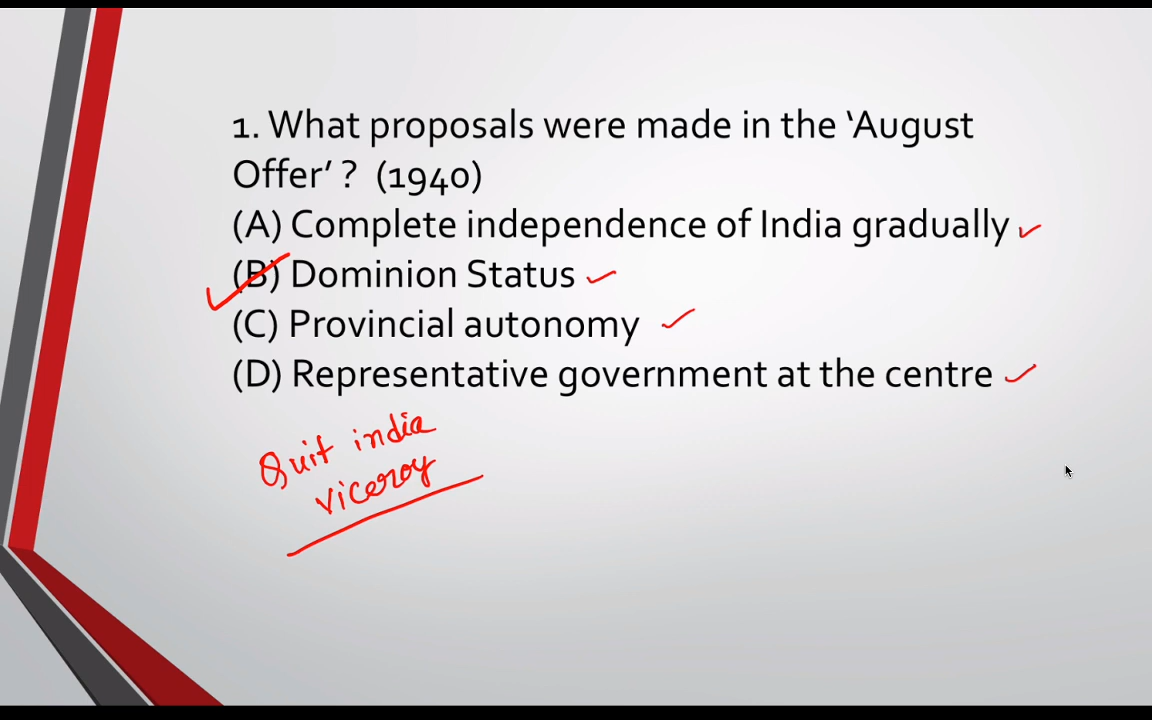 1. What proposals were made in the ‘August
Offer’ ? (1940)
(A) Complete independence of India gradually
(B) Dominion Status
(C) Provincial autonomy
(D) Representative government at the centre
Quit india
viceroy